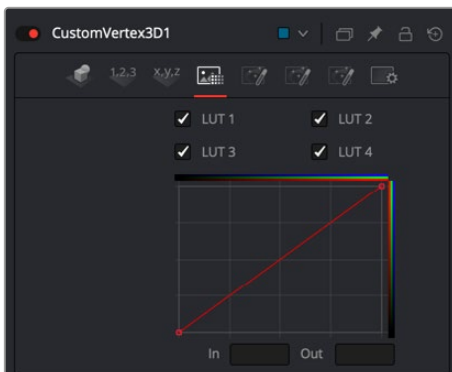 CustomVertex3D1
1,2,3 x,y,z
LUT 1 LUT 2
LUT 3 LUT 4
In Out